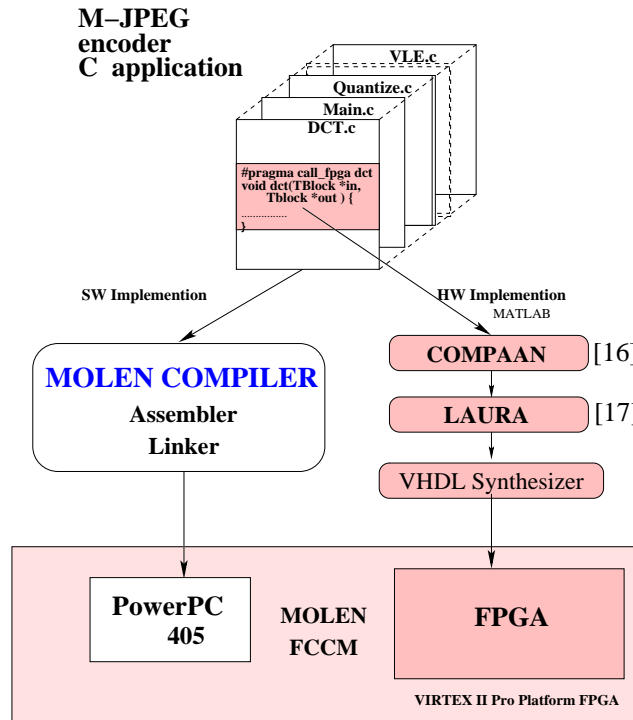 M–JPEG
encoder
C application
VLE.c
Quantize.c
Main.c
DCT.c
#pragma call_fpga dct
void dct(TBlock *in,
Tblock *out ) {
................
}
SW Implemention
HW Implemention
MATLAB
MOLEN COMPILER
Assembler
Linker
COMPAAN [16]
LAURA [17]
VHDL Synthesizer
PowerPC
405
MOLEN
FCCM
FPGA
VIRTEX II Pro Platform FPGA